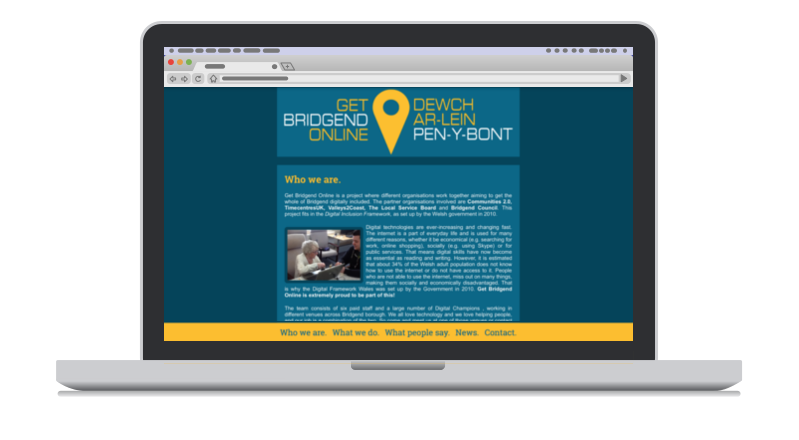 GET
BRIDGEND
ONLINE
DEWCH
AR-LEIN
PEN-Y-BONT
Who we are.
Get Bridgend Online is a project where different organisations work together aiming to get the
whole of Bridgend digitally included. The partner organisations involved are Communities 2.0,
TimecentresUK, Valleys2Coast, The Local Service Board and Bridgend Council. This
project fits in the Digital Inclusion Framework, as set up by the Welsh government in 2010.
Digital technologies are ever-increasing and changing fast.
The internet is a part of everyday life and is used for many
different reasons, whether it be economical (e.g. searching for
work, online shopping), socially (e.g. using Skype) or for
public services. That means digital skills have now become
as essential as reading and writing. However, it is estimated
that about 34% of the Welsh adult population does not know
how to use the internet or do not have access to it. People
who are not able to use the internet, miss out on many things,
making them socially and economically disadvantaged. That
is why the Digital Framework Wales was set up by the Government in 2010. Get Bridgend
Online is extremely proud to be part of this!
The team consists of six paid staff and a large number of Digital Champions , working in
different venues across Bridgend borough. We all love technology and we love helping people,
Who we are. What we do. What people say. News. Contact.